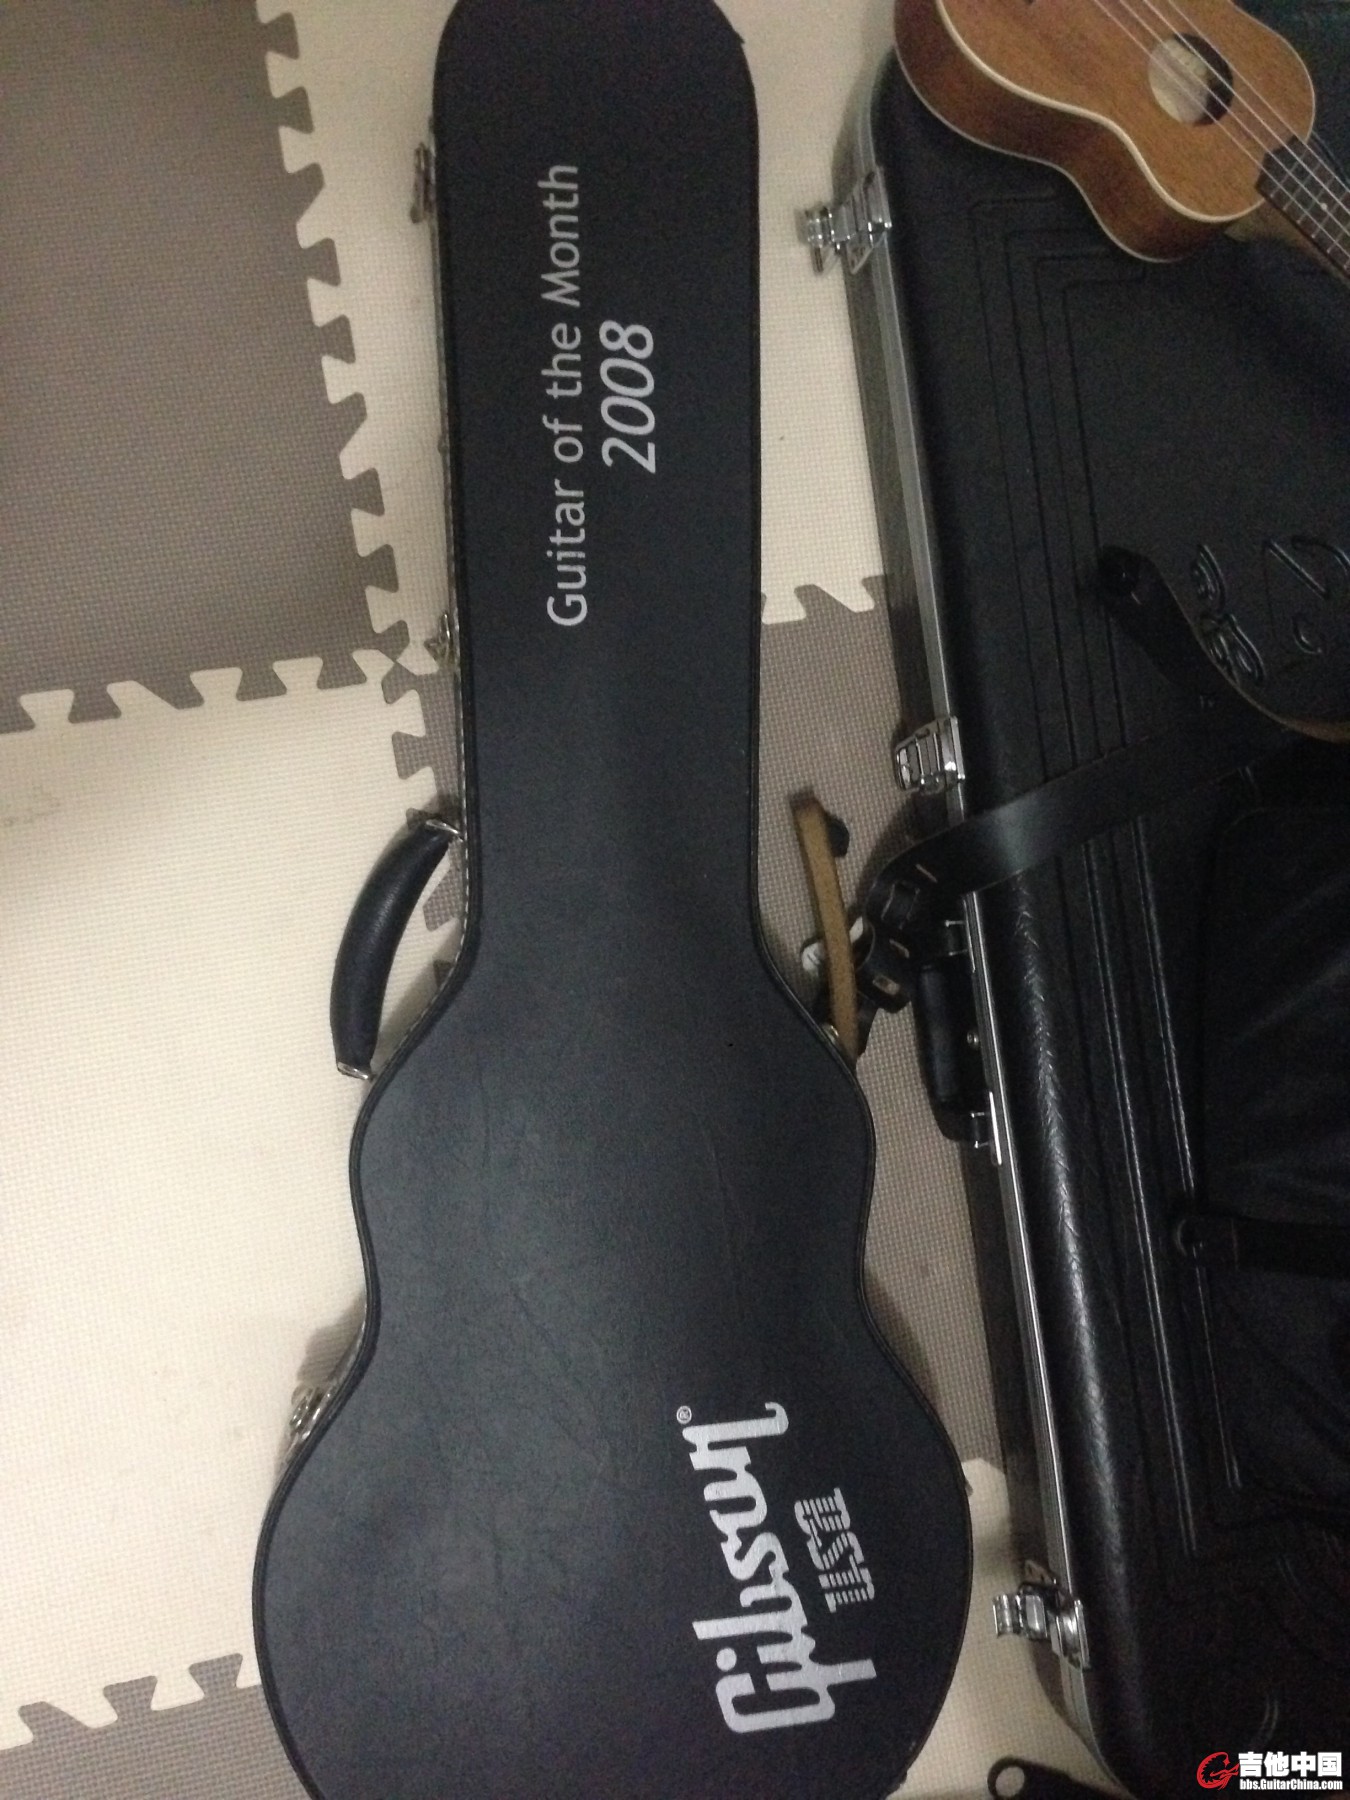 Guitar of the Month
2008
Gibson®
USA
吉他中国
bbs.GuitarChina.com